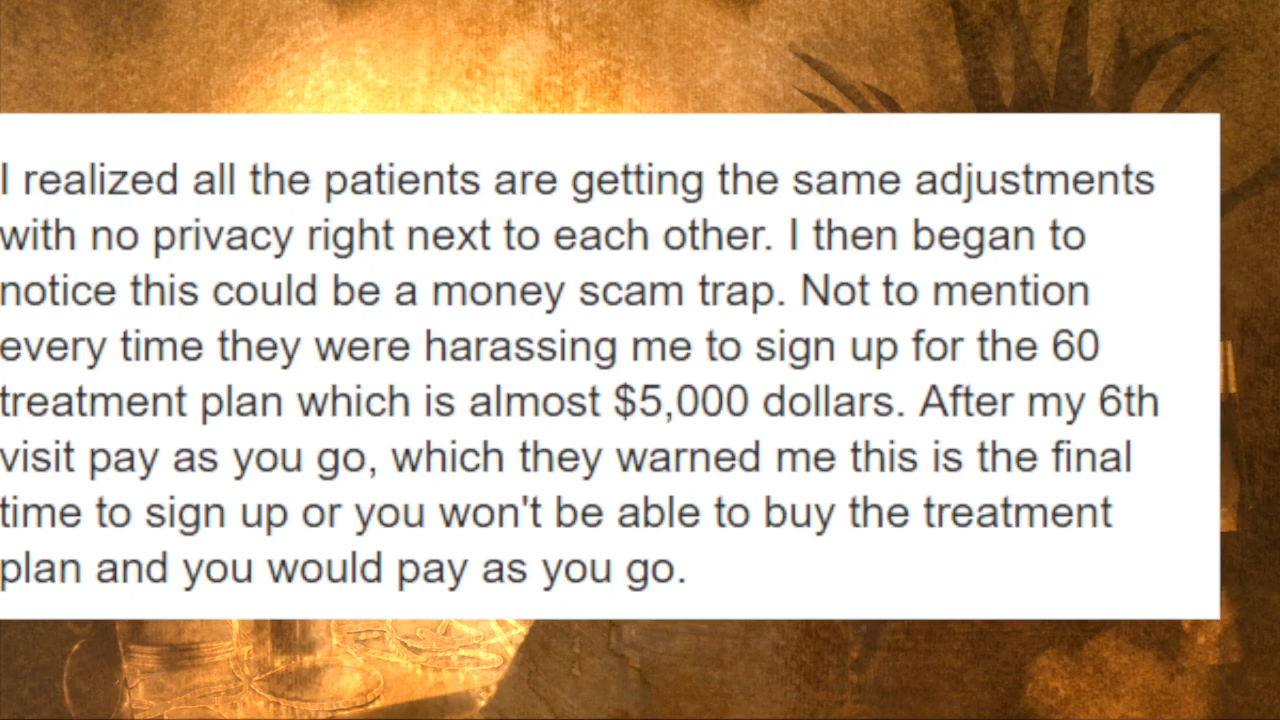 I realized all the patients are getting the same adjustments
with no privacy right next to each other. I then began to
notice this could be a money scam trap. Not to mention
every time they were harassing me to sign up for the 60
treatment plan which is almost $5,000 dollars. After my 6th
visit pay as you go, which they warned me this is the final
time to sign up or you won't be able to buy the treatment
plan and you would pay as you go.